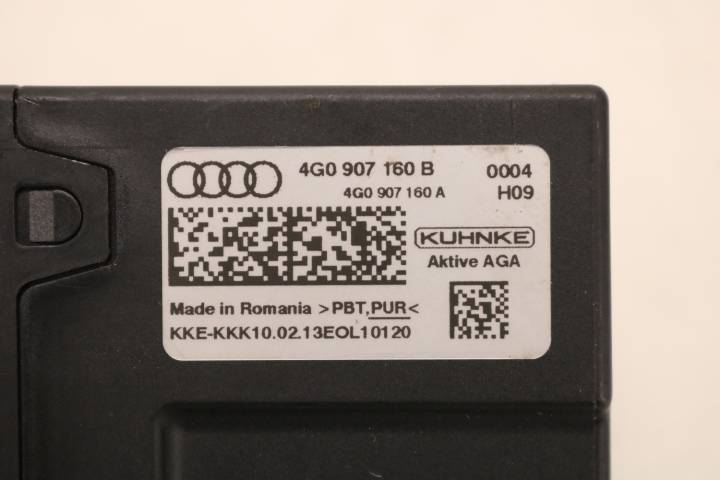 4G0 907 160 B 0004
4G0 907 160 A H09
KUHNKE
Aktive AGA
Made in Romania >PBT,PUR<
KKE-KKK10.02.13EOL10120